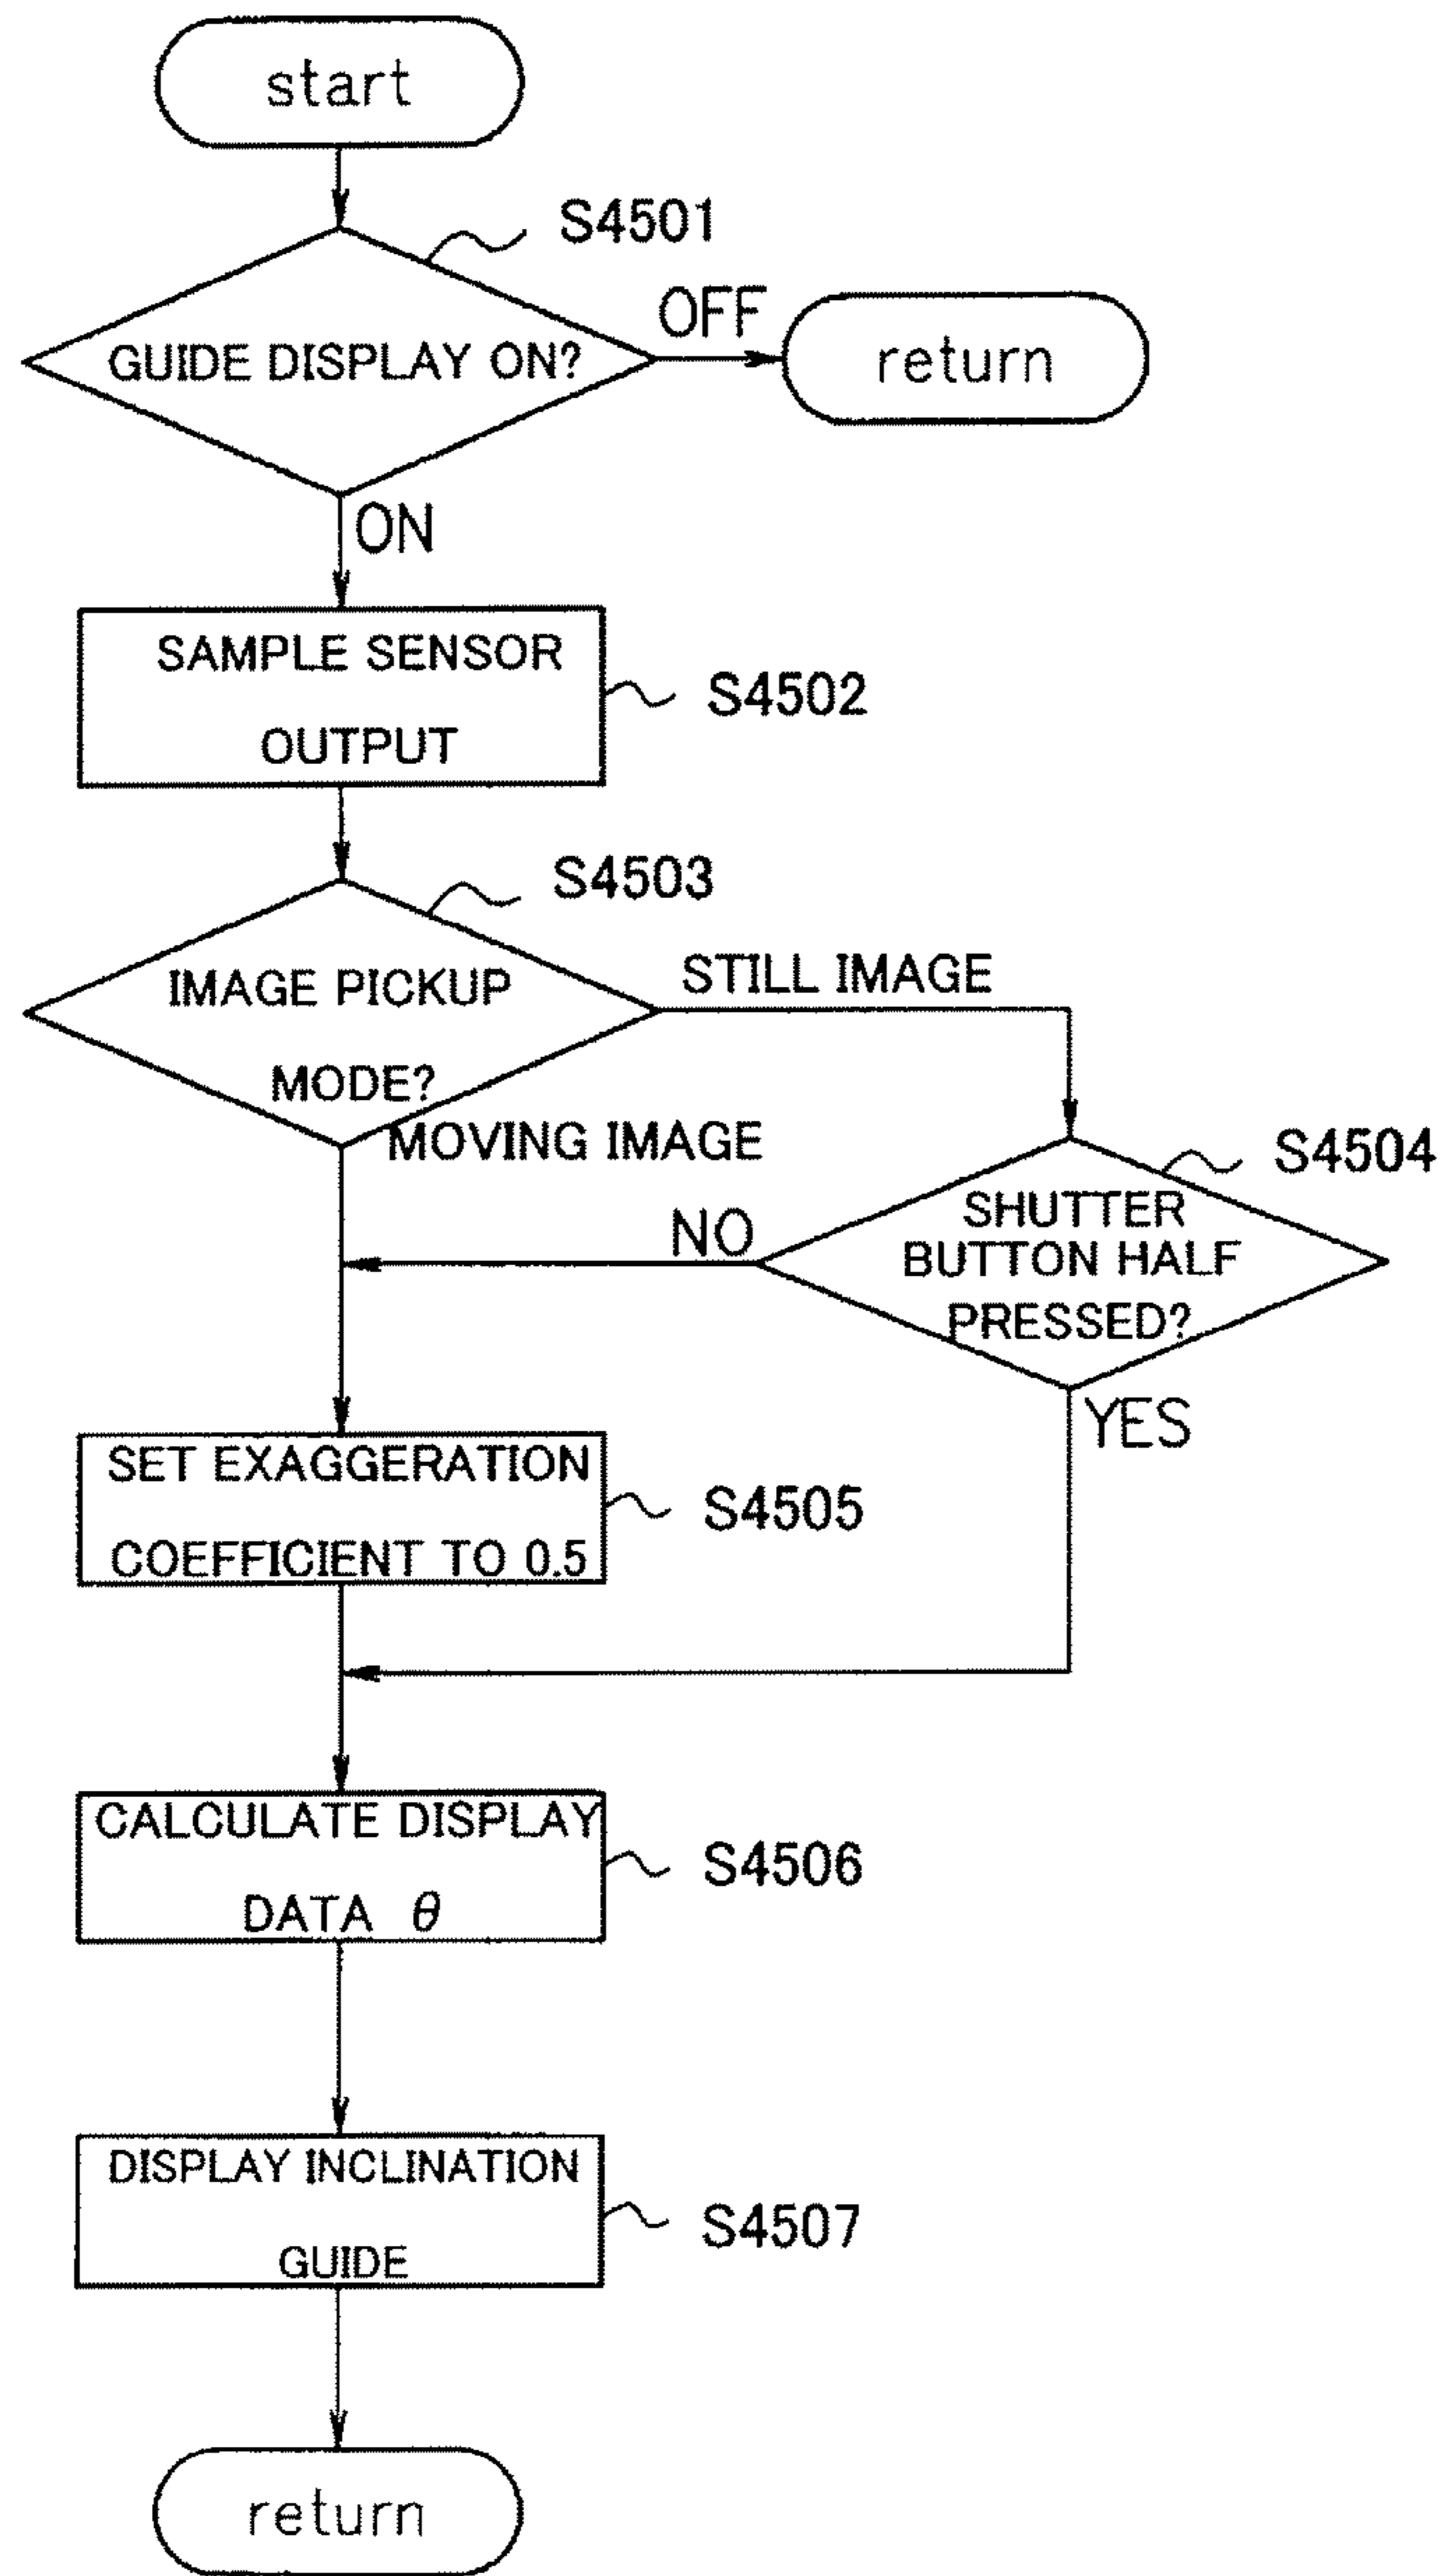 start
S4501
GUIDE DISPLAY ON?
OFF
return
ON
SAMPLE SENSOR
OUTPUT
S4502
S4503
IMAGE PICKUP
MODE?
STILL IMAGE
MOVING IMAGE
S4504
SHUTTER
BUTTON HALF
PRESSED?
NO
YES
SET EXAGGERATION
COEFFICIENT TO 0.5
S4505
CALCULATE DISPLAY
DATA θ
S4506
DISPLAY INCLINATION
GUIDE
S4507
return